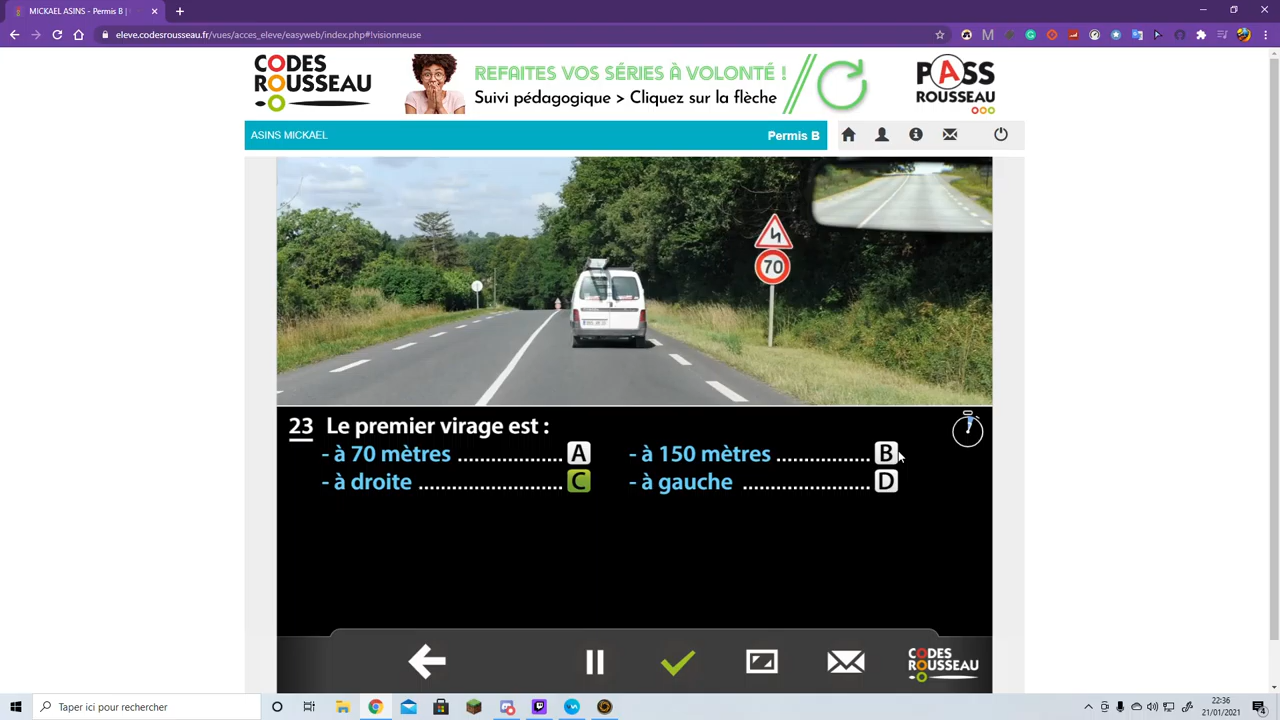 MICKAEL ASINS - Permis B |
eleve.codesrousseau.fr/vues/acces_eleve/easyweb/index.php#!visionneuse
CODES
ROUSSEAU
REFAITES VOS SÉRIES À VOLONTÉ !
Suivi pédagogique > Cliquez sur la flèche
PASS
ROUSSEAU
ASINS MICKAEL
Permis B
70
23 Le premier virage est :
- à 70 mètres .................. A
- à 150 mètres ................ B
- à droite ........................ C
- à gauche ...................... D
CODES
ROUSSEAU
Taper ici pour rechercher
22:36
21/01/2021